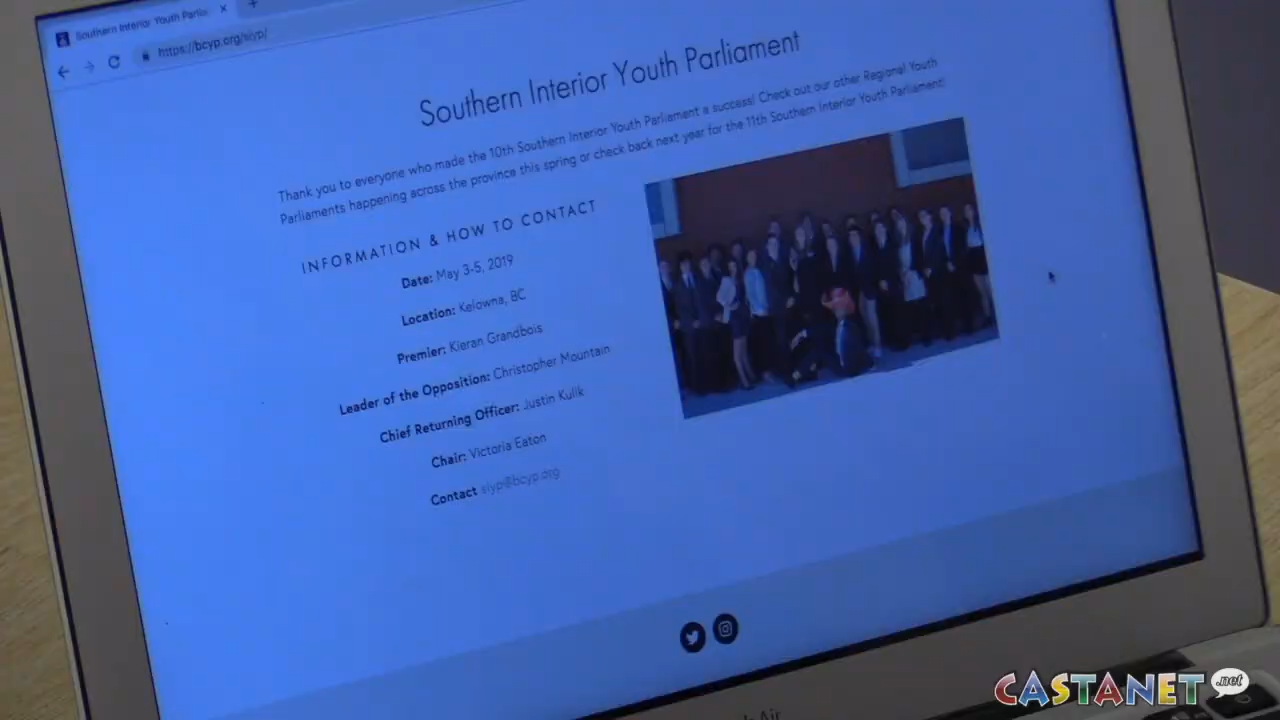 Southern Interior Youth Parlia
https://bcyp.org/siyp/
Southern Interior Youth Parliament
Thank you to everyone who made the 10th Southern Interior Youth Parliament a success! Check out our other Regional Youth
Parliaments happening across the province this spring or check back next year for the 11th Southern Interior Youth Parliament!
INFORMATION & HOW TO CONTACT
Date: May 3-5, 2019
Location: Kelowna, BC
Premier: Kieran Grandbois
Leader of the Opposition: Christopher Mountain
Chief Returning Officer: Justin Kulik
Chair: Victoria Eaton
Contact siyp@bcyp.org
Air
CASTANET.net